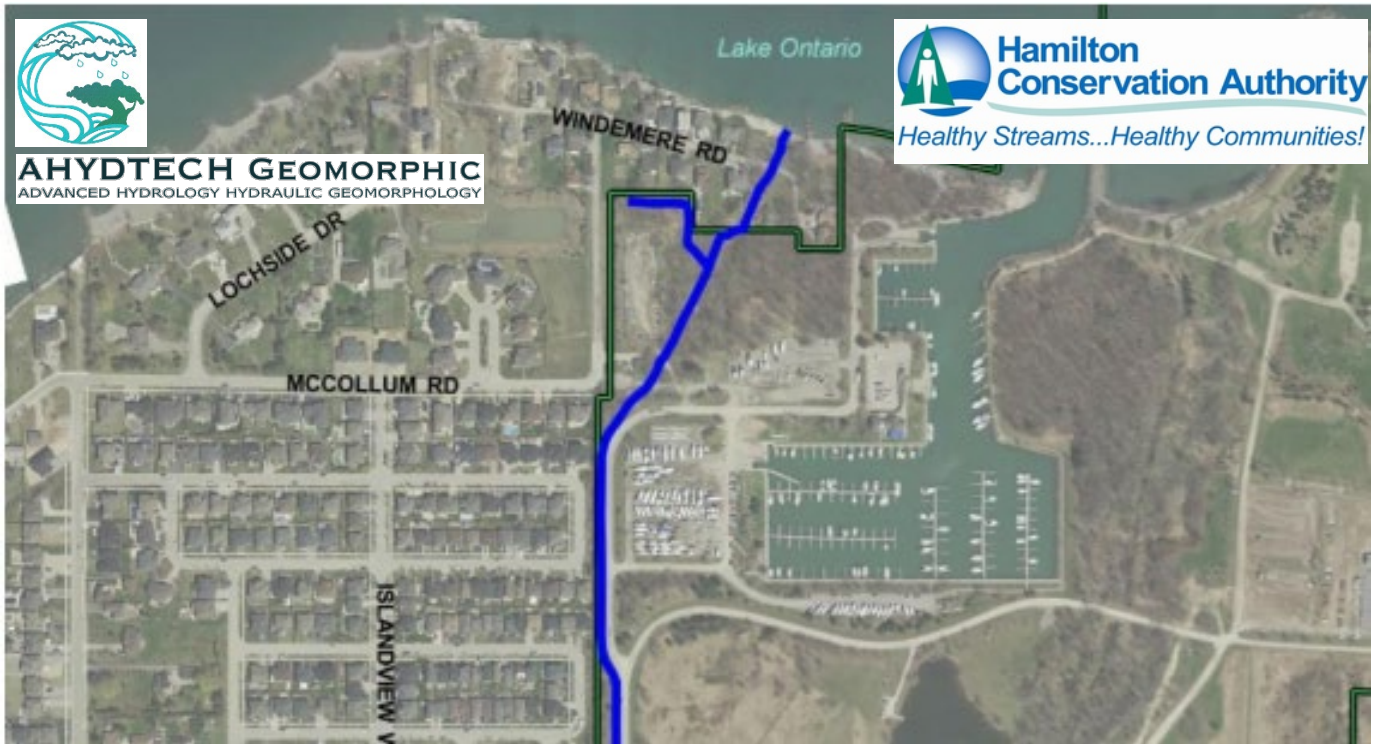 Lake Ontario
Hamilton
Conservation Authority
Healthy Streams...Healthy Communities!
AHYDTECH GEOMORPHIC
ADVANCED HYDROLOGY HYDRAULIC GEOMORPHOLOGY
WINDEMERE RD
LOCHSIDE DR
MCCOLLUM RD
ISLANDVIEW